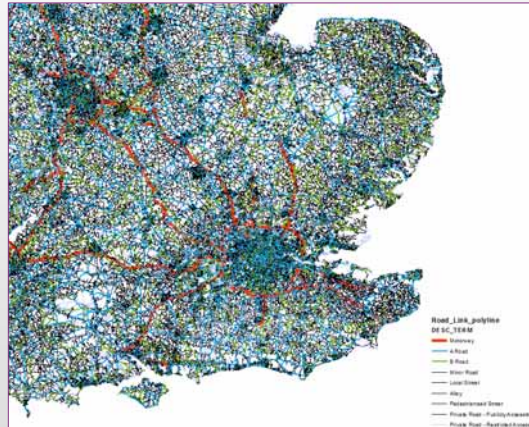 Road_Link_polyline
DESC_TERM
Motorway
A Road
B Road
Minor Road
Local Street
Alley
Pedestrianised Street
Private Road - Publicly Accessi
Private Road - Restricted Access